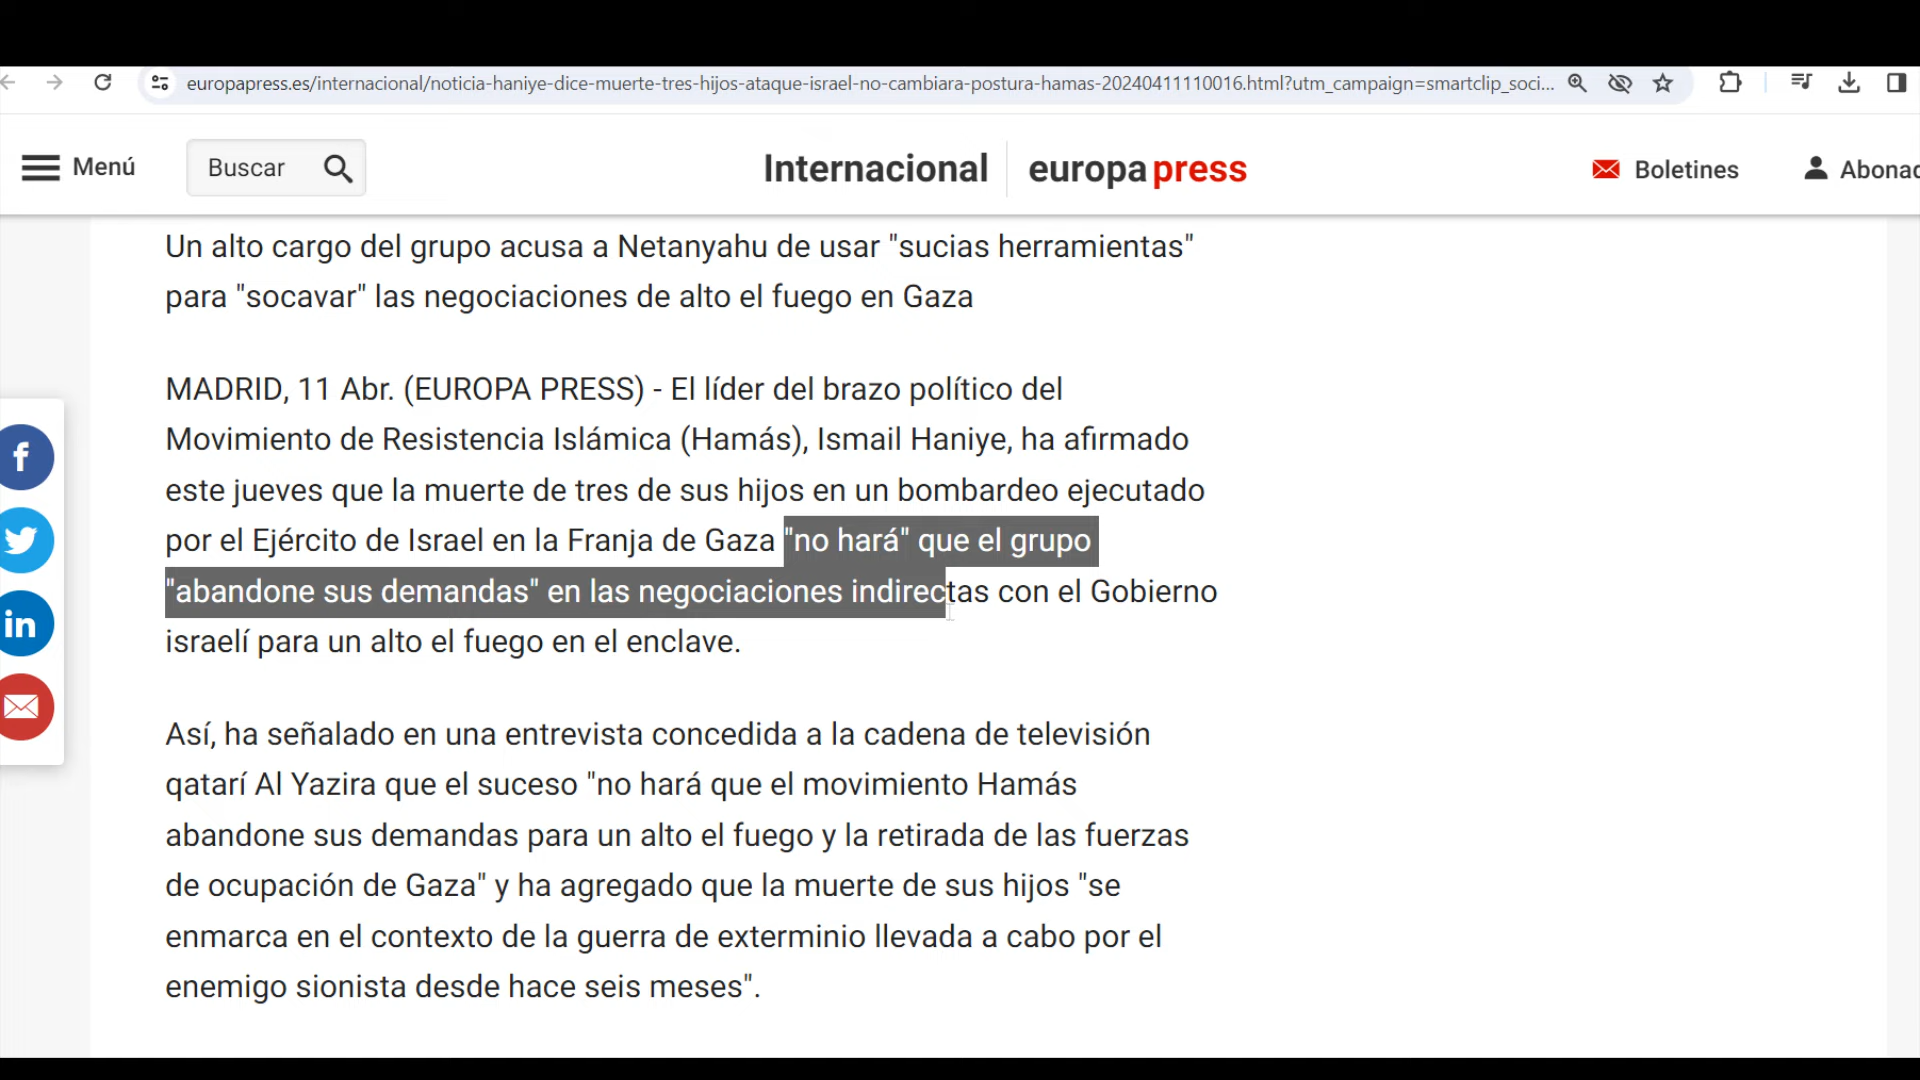 europapress.es/internacional/noticia-haniye-dice-muerte-tres-hijos-ataque-israel-no-cambiara-postura-hamas-20240411110016.html?utm_campaign=smartclip_soci...
Menú
Buscar
Internacional
europa press
Boletines
Abonad
Un alto cargo del grupo acusa a Netanyahu de usar "sucias herramientas"
para "socavar" las negociaciones de alto el fuego en Gaza
MADRID, 11 Abr. (EUROPA PRESS) - El líder del brazo político del
Movimiento de Resistencia Islámica (Hamás), Ismail Haniye, ha afirmado
este jueves que la muerte de tres de sus hijos en un bombardeo ejecutado
por el Ejército de Israel en la Franja de Gaza "no hará" que el grupo
"abandone sus demandas" en las negociaciones indirectas con el Gobierno
israelí para un alto el fuego en el enclave.
Así, ha señalado en una entrevista concedida a la cadena de televisión
qatarí Al Yazira que el suceso "no hará que el movimiento Hamás
abandone sus demandas para un alto el fuego y la retirada de las fuerzas
de ocupación de Gaza" y ha agregado que la muerte de sus hijos "se
enmarca en el contexto de la guerra de exterminio llevada a cabo por el
enemigo sionista desde hace seis meses".